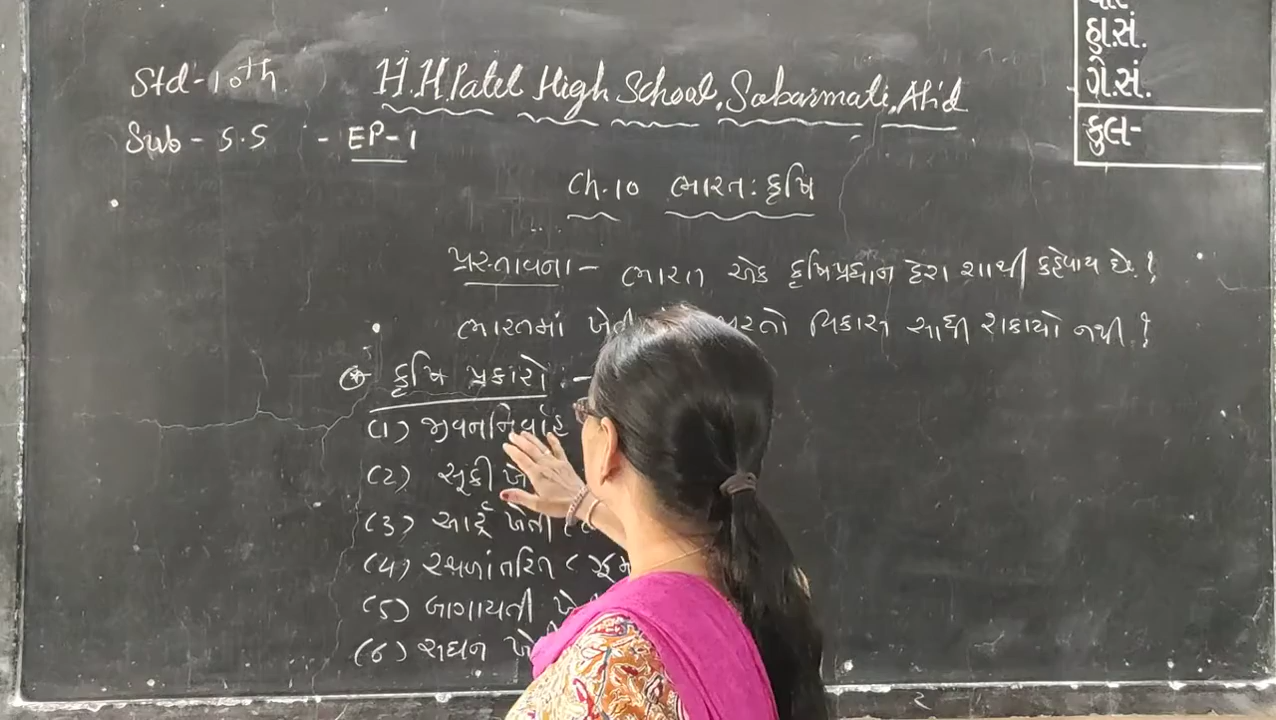 Std-10th.
H.H.Patel High School, Sabarmati, A'bd
Sub - S.S - EP-1
હા.સં.
પ્રે.સં.
કુલ-
Ch.10 ભારત : કૃષિ
પ્રસ્તાવના - ભારત એક કૃષિપ્રધાન દેશ શાથી કહેવાય છે. !
ભારતમાં વિકાસ સાધી શકાયો નથી. !
* કૃષિ પ્રકારો :-
(1) જીવનનિર્વાહ
(2) સૂકી
(3) આર્દ્ર ખેતી (
(4) સ્થળાંતરિત (
(5) બાગાયતી
(6) સઘન